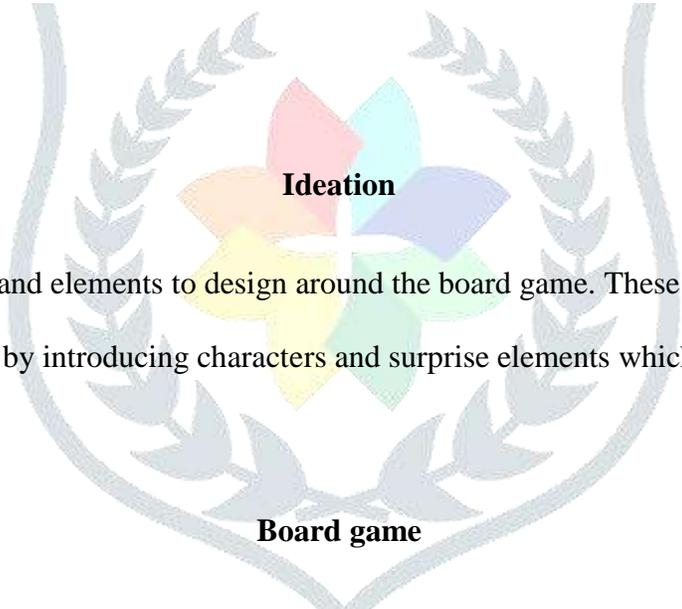 Ideation
and elements to design around the board game. These
by introducing characters and surprise elements which
Board game